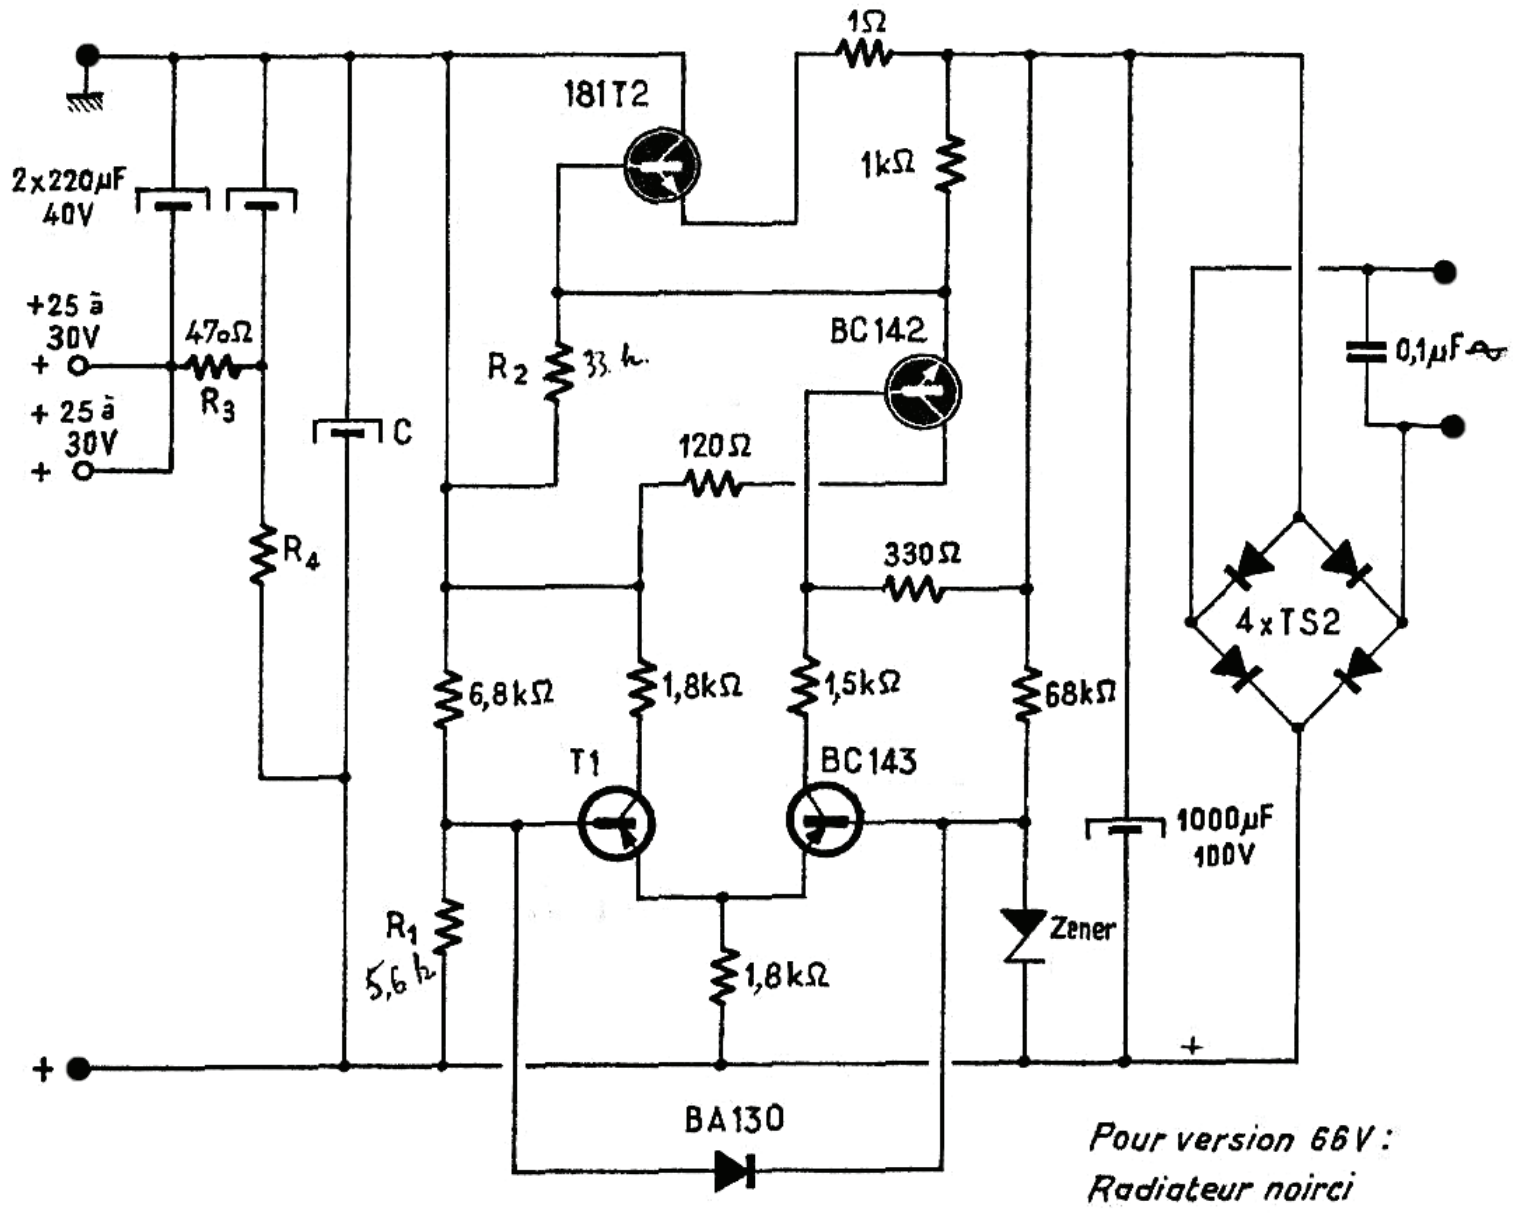 1Ω
181T2
1kΩ
2x220µF
40V
+25 à
30V
+
470Ω
R3
+ 25 à
30V
+
C
R2
33 k.
BC142
0,1µF
120Ω
R4
330Ω
4xTS2
6,8kΩ
1,8kΩ
1,5kΩ
68kΩ
T1
BC143
1000µF
100V
R1
5,6 k
1,8kΩ
Zener
+
+
BA130
Pour version 66V :
Radiateur noirci